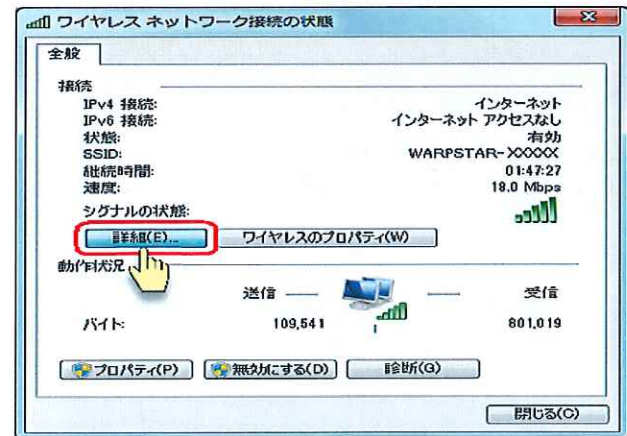 ワイヤレス ネットワーク接続の状態
全般
接続
IPv4 接続: インターネット
IPv6 接続: インターネット アクセスなし
状態: 有効
SSID: WARPSTAR-XXXXX
継続時間: 01:47:27
速度: 18.0 Mbps
シグナルの状態:
詳細(E)... ワイヤレスのプロパティ(W)
動作状況
送信 受信
バイト: 109,541 801,019
プロパティ(P) 無効にする(D) 診断(G)
閉じる(C)